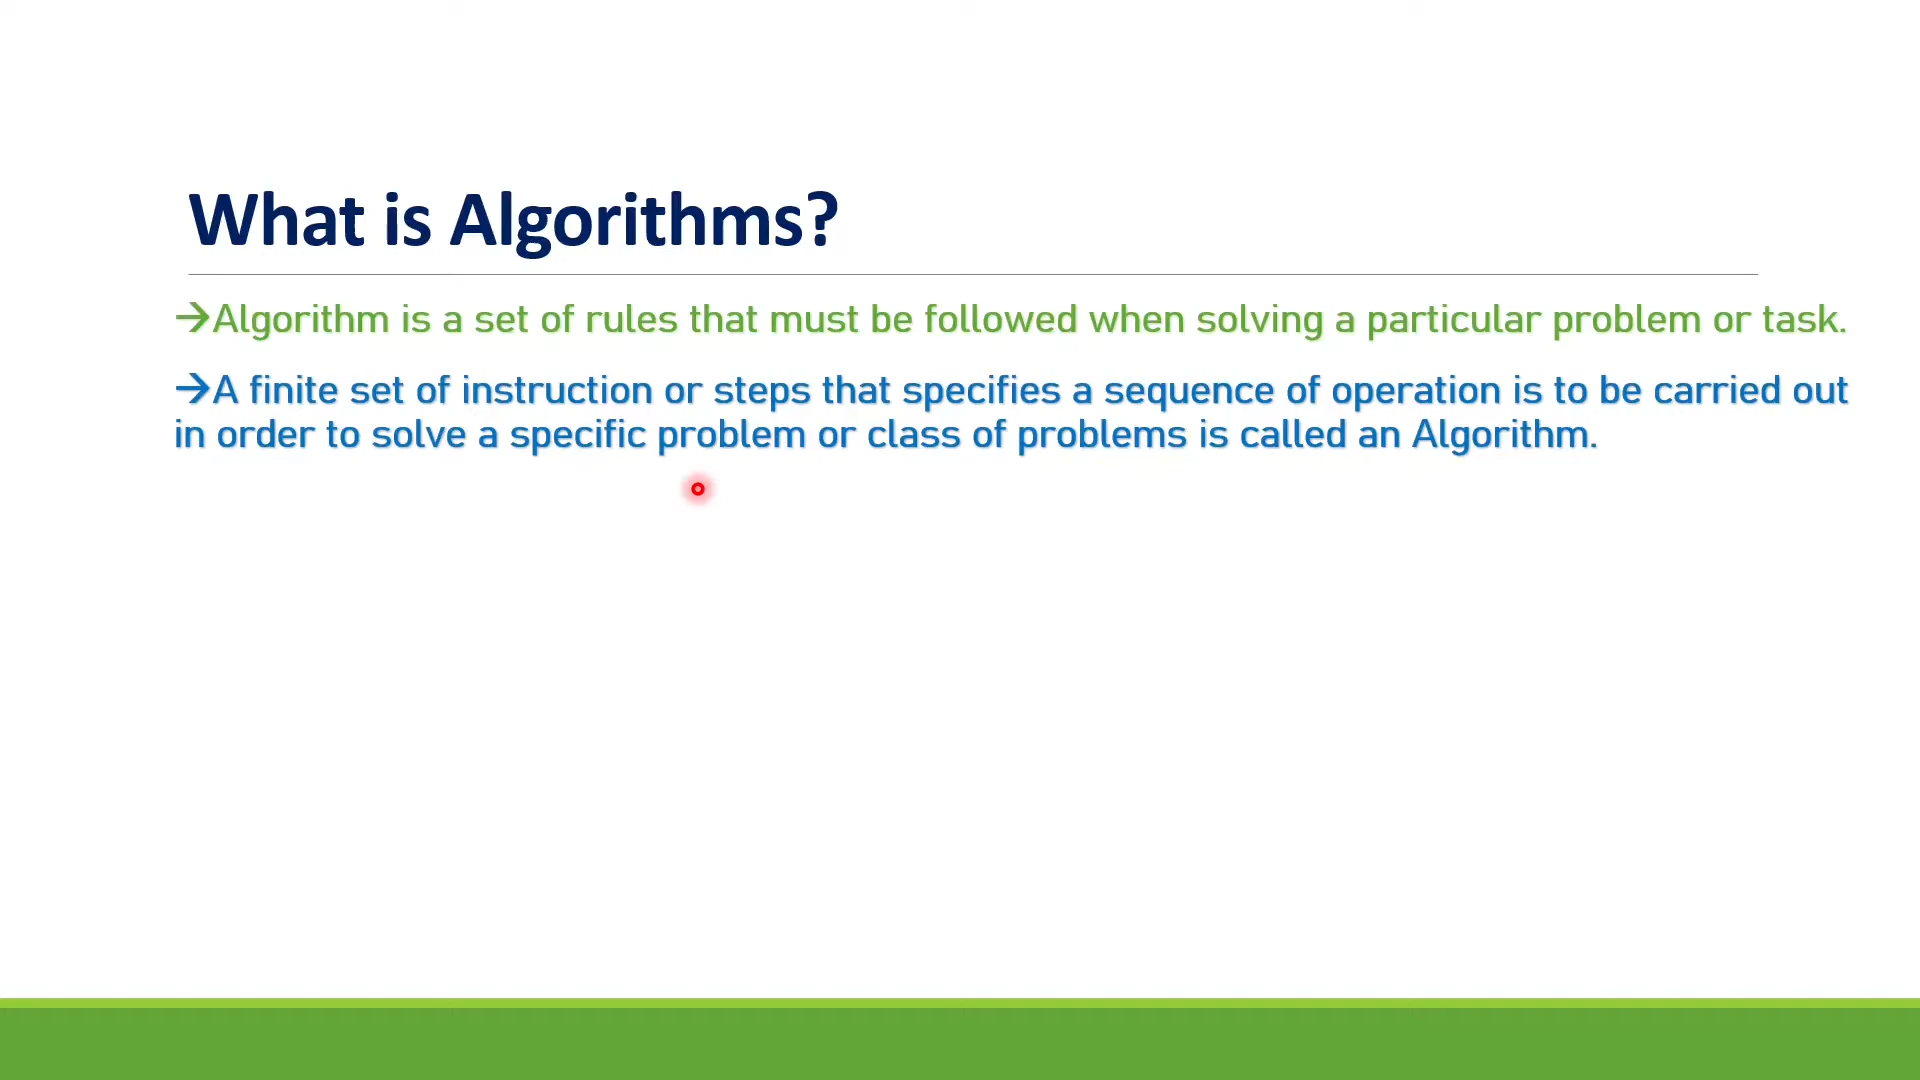 What is Algorithms?
→Algorithm is a set of rules that must be followed when solving a particular problem or task.
→A finite set of instruction or steps that specifies a sequence of operation is to be carried out
in order to solve a specific problem or class of problems is called an Algorithm.